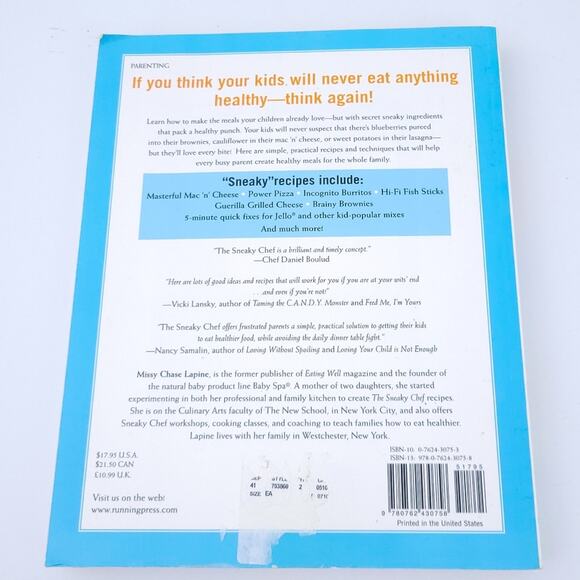 PARENTING
If you think your kids will never eat anything
healthy—think again!
Learn how to make the meals your children already love—but with secret sneaky ingredients
that pack a healthy punch. Your kids will never suspect that there's blueberries pureed
into their brownies, cauliflower in their mac 'n' cheese, or sweet potatoes in their lasagna—
but they'll love every bite! Here are simple, practical recipes and techniques that will help
every busy parent create healthy meals for the whole family.
"Sneaky"recipes include:
Masterful Mac 'n' Cheese • Power Pizza • Incognito Burritos • Hi-Fi Fish Sticks
Guerilla Grilled Cheese • Brainy Brownies
5-minute quick fixes for Jello® and other kid-popular mixes
And much more!
"The Sneaky Chef is a brilliant and timely concept."
—Chef Daniel Boulud
"Here are lots of good ideas and recipes that will work for you if you are at your wits' end
. . .and even if you're not!"
—Vicki Lansky, author of Taming the C.A.N.D.Y. Monster and Feed Me, I'm Yours
"The Sneaky Chef offers frustrated parents a simple, practical solution to getting their kids
to eat healthier food, while avoiding the daily dinner table fight."
—Nancy Samalin, author of Loving Without Spoiling and Loving Your Child is Not Enough
Missy Chase Lapine, is the former publisher of Eating Well magazine and the founder of
the natural baby product line Baby Spa®. A mother of two daughters, she started
experimenting in both her professional and family kitchen to create The Sneaky Chef recipes.
She is on the Culinary Arts faculty of The New School, in New York City, and also offers
Sneaky Chef workshops, cooking classes, and coaching to teach families how to eat healthier.
Lapine lives with her family in Westchester, New York.
$17.95 U.S.A.
$21.50 CAN
£10.99 U.K.
Visit us on the web:
www.runningpress.com
41 703960 2 0516
SIZE EA 0710
ISBN-10: 0-7624-3075-3
ISBN-13: 978-0-7624-3075-8
51795
9 780762 430758
Printed in the United States